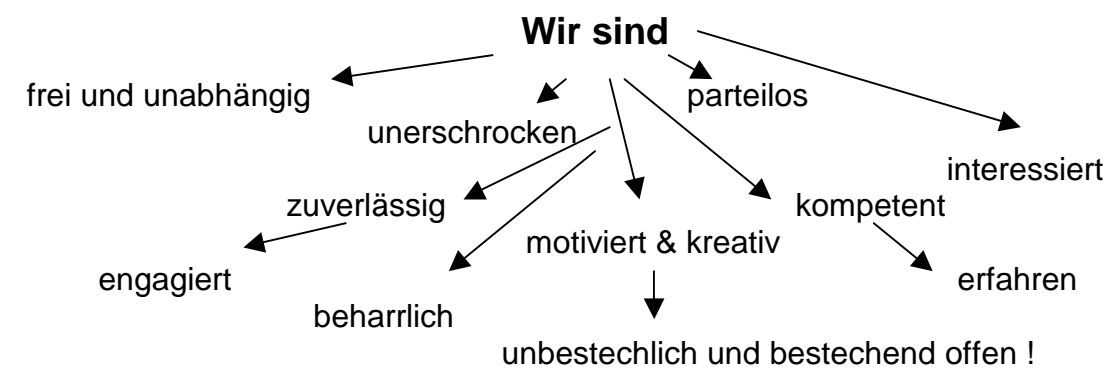 Wir sind
frei und unabhängig
parteilos
unerschrocken
interessiert
zuverlässig
kompetent
motiviert & kreativ
engagiert
erfahren
beharrlich
unbestechlich und bestechend offen !